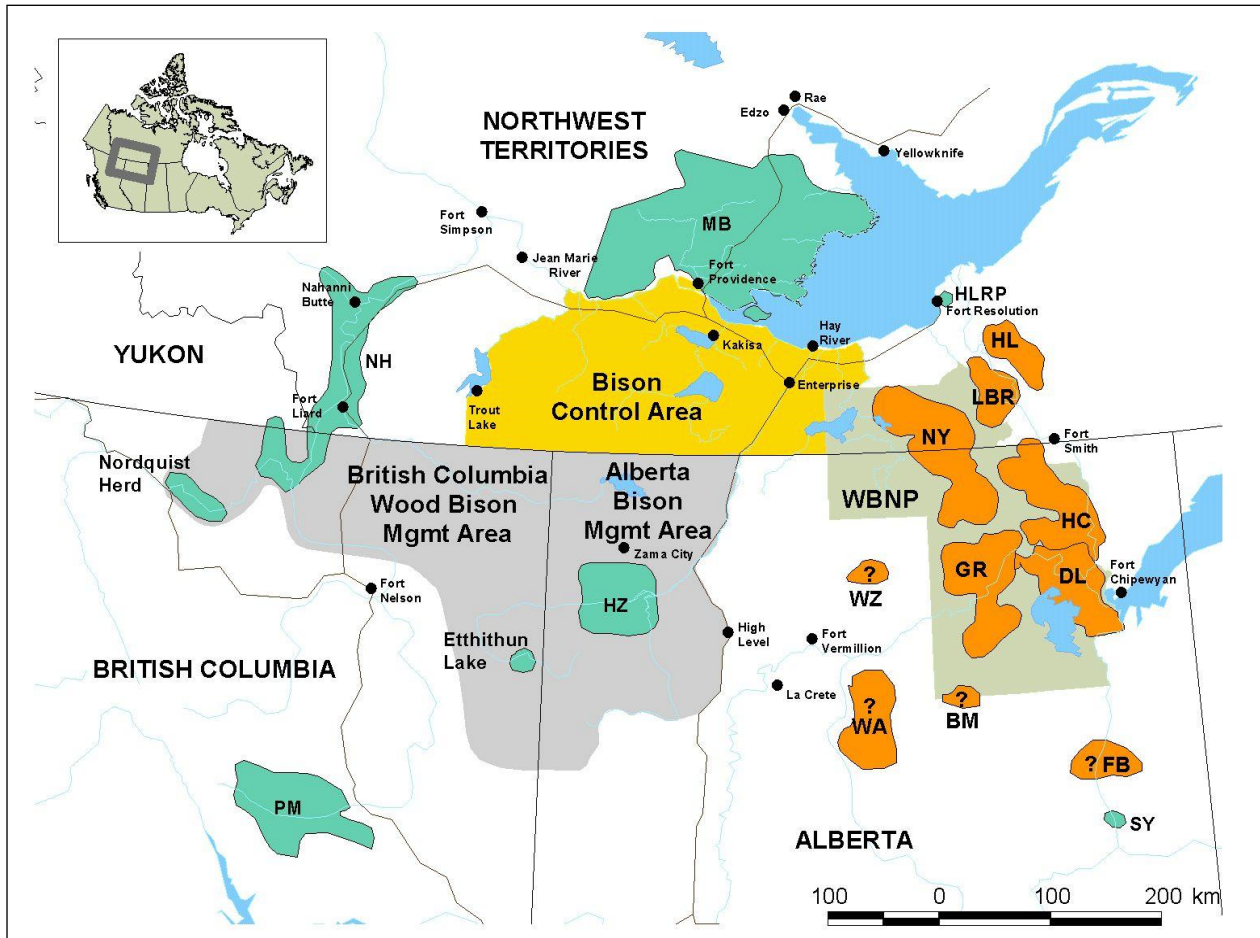 Rae
Edzo
NORTHWEST
TERRITORIES
Yellowknife
Fort
Simpson
MB
Jean Marie
River
Fort
Providence
Nahanni
Butte
HLRP
Fort Resolution
HL
YUKON
NH
Kakisa
Hay
River
Bison
Control Area
Enterprise
LBR
Trout
Lake
Fort
Liard
NY
Fort
Smith
Nordquist
Herd
British Columbia
Wood Bison
Mgmt Area
Alberta
Bison
Mgmt Area
WBNP
HC
Zama City
Fort
Nelson
?
WZ
GR
DL
Fort
Chipewyan
HZ
High
Level
Fort
Vermillion
Etthithun
Lake
BRITISH COLUMBIA
La Crete
?
WA
?
BM
? FB
PM
SY
ALBERTA
100 0 100 200 km